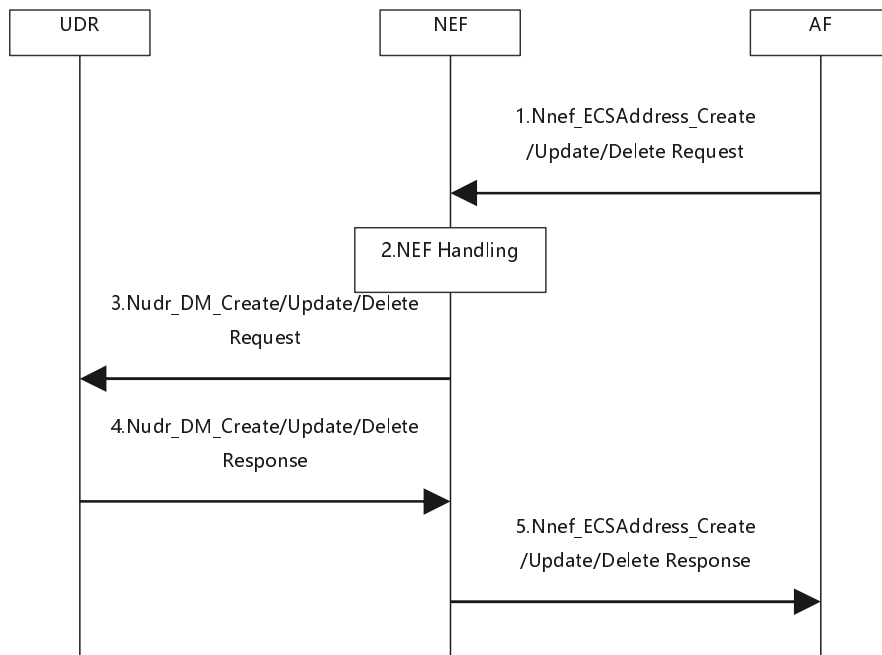 UDR
NEF
AF
1.Nnef_ECSAddress_Create
/Update/Delete Request
2.NEF Handling
3.Nudr_DM_Create/Update/Delete
Request
4.Nudr_DM_Create/Update/Delete
Response
5.Nnef_ECSAddress_Create
/Update/Delete Response